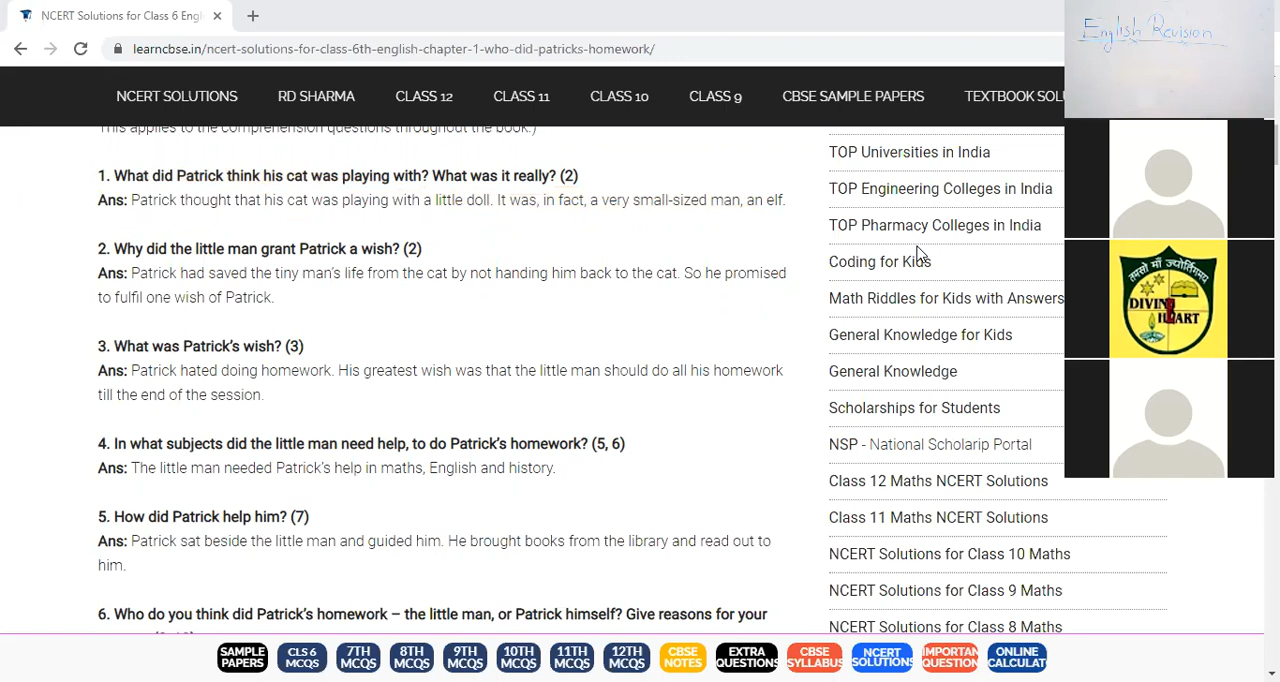 NCERT Solutions for Class 6 Engl
learncbse.in/ncert-solutions-for-class-6th-english-chapter-1-who-did-patricks-homework/
English Revision
NCERT SOLUTIONS
RD SHARMA
CLASS 12
CLASS 11
CLASS 10
CLASS 9
CBSE SAMPLE PAPERS
TEXTBOOK SOLU
This applies to the comprehension questions throughout the book.)
1. What did Patrick think his cat was playing with? What was it really? (2)
Ans: Patrick thought that his cat was playing with a little doll. It was, in fact, a very small-sized man, an elf.
2. Why did the little man grant Patrick a wish? (2)
Ans: Patrick had saved the tiny man's life from the cat by not handing him back to the cat. So he promised
to fulfil one wish of Patrick.
3. What was Patrick's wish? (3)
Ans: Patrick hated doing homework. His greatest wish was that the little man should do all his homework
till the end of the session.
4. In what subjects did the little man need help, to do Patrick's homework? (5, 6)
Ans: The little man needed Patrick's help in maths, English and history.
5. How did Patrick help him? (7)
Ans: Patrick sat beside the little man and guided him. He brought books from the library and read out to
him.
6. Who do you think did Patrick's homework – the little man, or Patrick himself? Give reasons for your
TOP Universities in India
TOP Engineering Colleges in India
TOP Pharmacy Colleges in India
Coding for Kids
Math Riddles for Kids with Answers
General Knowledge for Kids
General Knowledge
Scholarships for Students
NSP - National Scholarip Portal
Class 12 Maths NCERT Solutions
Class 11 Maths NCERT Solutions
NCERT Solutions for Class 10 Maths
NCERT Solutions for Class 9 Maths
NCERT Solutions for Class 8 Maths
तमसो माँ ज्योतिंगमय
DIVINE
HEART
SAMPLE
PAPERS
CLS 6
MCQS
7TH
MCQS
8TH
MCQS
9TH
MCQS
10TH
MCQS
11TH
MCQS
12TH
MCQS
CBSE
NOTES
EXTRA
QUESTIONS
CBSE
SYLLABUS
NCERT
SOLUTIONS
IMPORTAN
QUESTION
ONLINE
CALCULAT